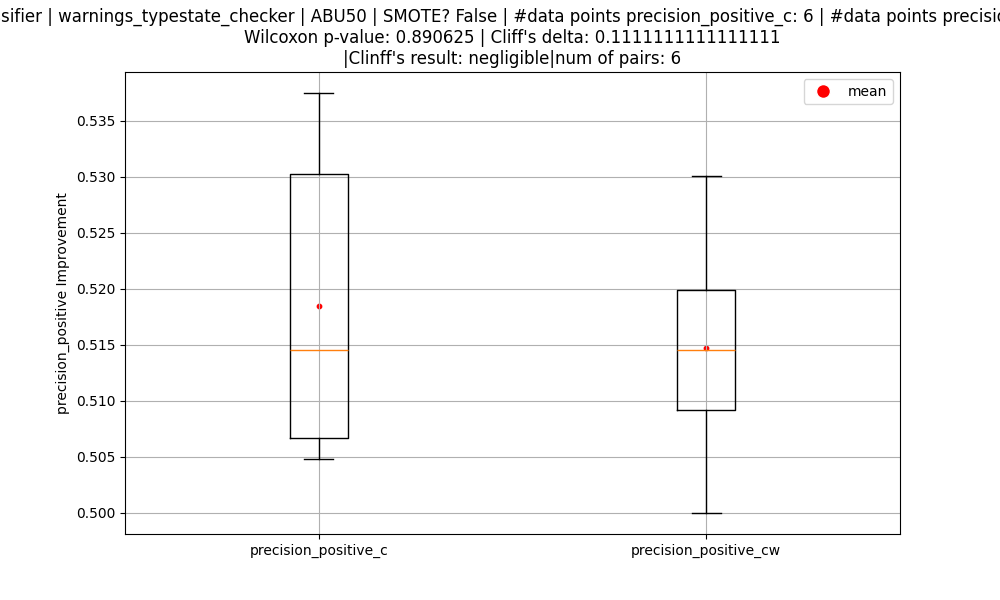 sifier | warnings_typestate_checker | ABU50 | SMOTE? False | #data points precision_positive_c: 6 | #data points precisio
Wilcoxon p-value: 0.890625 | Cliff's delta: 0.1111111111111111
|Clinff's result: negligible|num of pairs: 6
mean
precision_positive Improvement
0.535
0.530
0.525
0.520
0.515
0.510
0.505
0.500
precision_positive_c
precision_positive_cw